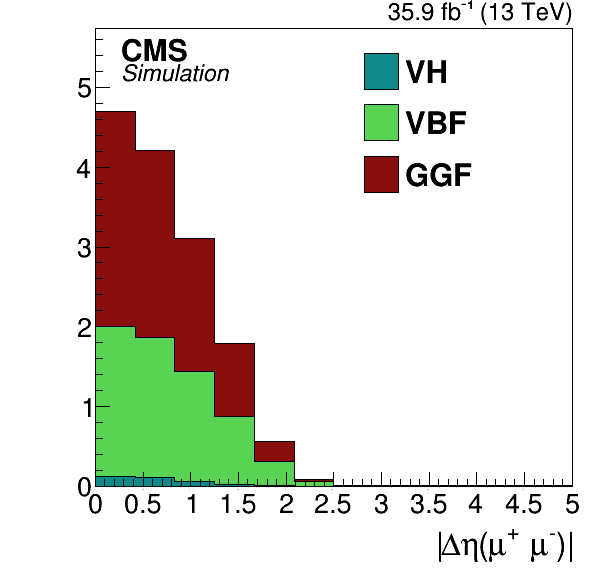 35.9 fb⁻¹ (13 TeV)
CMS
Simulation
VH
VBF
GGF
5
4
3
2
1
0
0 0.5 1 1.5 2 2.5 3 3.5 4 4.5 5
|Δη(μ⁺ μ⁻)|